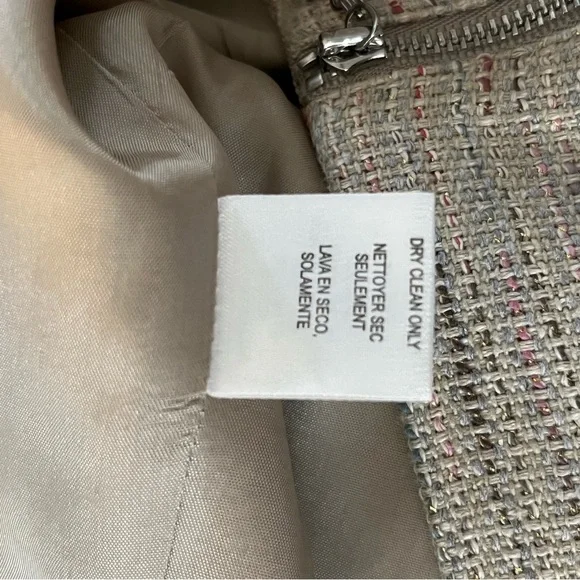 DRY CLEAN ONLY
NETTOYER SEC
SEULEMENT
LAVA EN SECO,
SOLAMENTE